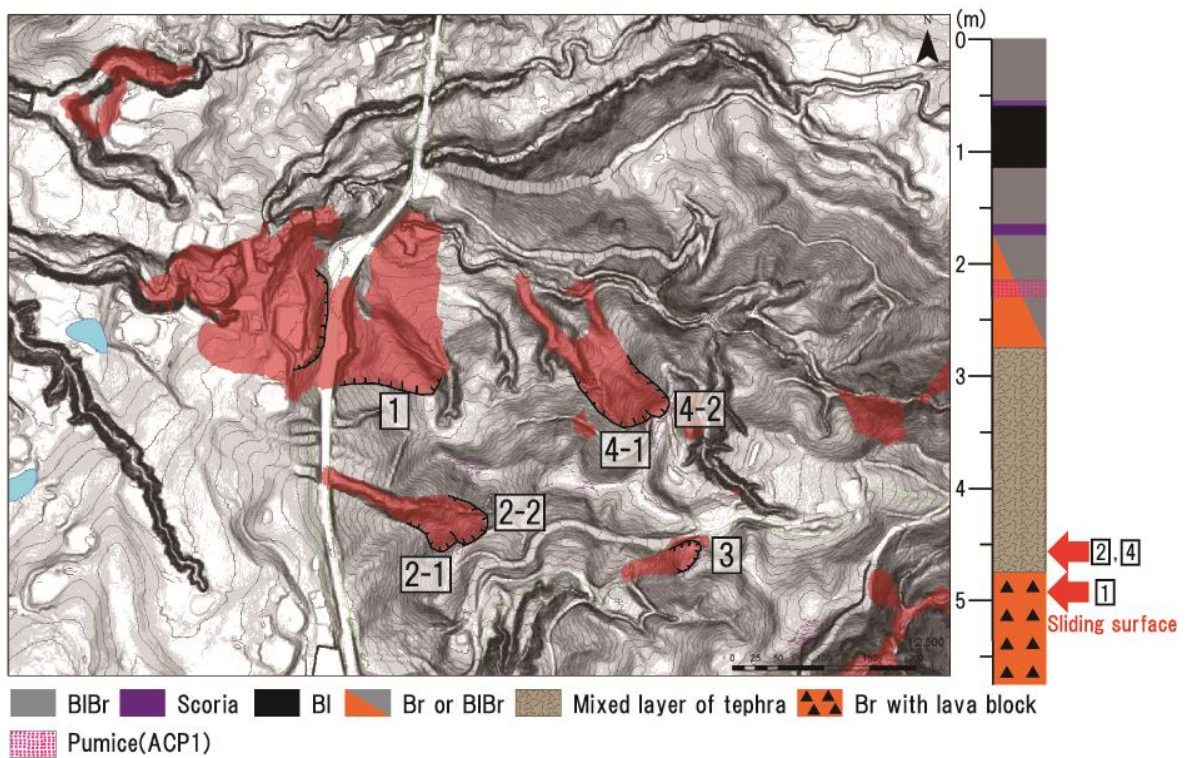 N
(m)
0
1
2
3
4
5
1
4-2
4-1
2-2
2-1
3
2,4
1
Sliding surface
BlBr
Scoria
Bl
Br or BlBr
Mixed layer of tephra
Br with lava block
Pumice(ACP1)